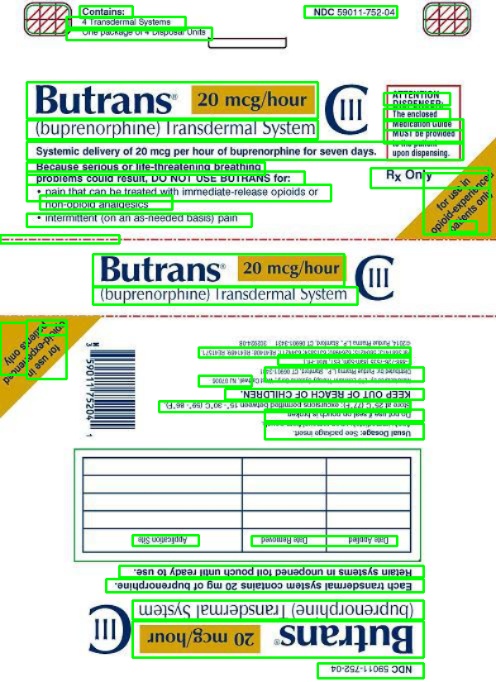 Contains:
4 Transdermal Systems
One package of 4 Disposal Units
NDC 59011-752-04
Butrans® 20 mcg/hour
(buprenorphine) Transdermal System
CIII
Systemic delivery of 20 mcg per hour of buprenorphine for seven days.
Because serious or life-threatening breathing
problems could result, DO NOT USE BUTRANS for:
• pain that can be treated with immediate-release opioids or
non-opioid analgesics
• intermittent (on an as-needed basis) pain
ATTENTION
DISPENSER:
The enclosed
Medication Guide
MUST be provided
to the patient
upon dispensing.
Rx Only
for use in
opioid-experienced
patients only
Butrans® 20 mcg/hour
(buprenorphine) Transdermal System
CIII
for use in
opioid-experienced
patients only
NDC 59011-752-04
Butrans® 20 mcg/hour
(buprenorphine) Transdermal System
CIII
Each transdermal system contains 20 mg of buprenorphine.
Retain systems in unopened foil pouch until ready to use.
Date Applied Date Removed Application Site
Usual Dosage: See package insert.
Do not use if seal on pouch is broken
Store at 25°C (77°F); excursions permitted between 15°-30°C (59°-86°F)
KEEP OUT OF REACH OF CHILDREN.
Distributed by: Purdue Pharma L.P., Stamford, CT 06901-3431
©2014, Purdue Pharma L.P., Stamford, CT 06901-3431
3 59011-75204 1